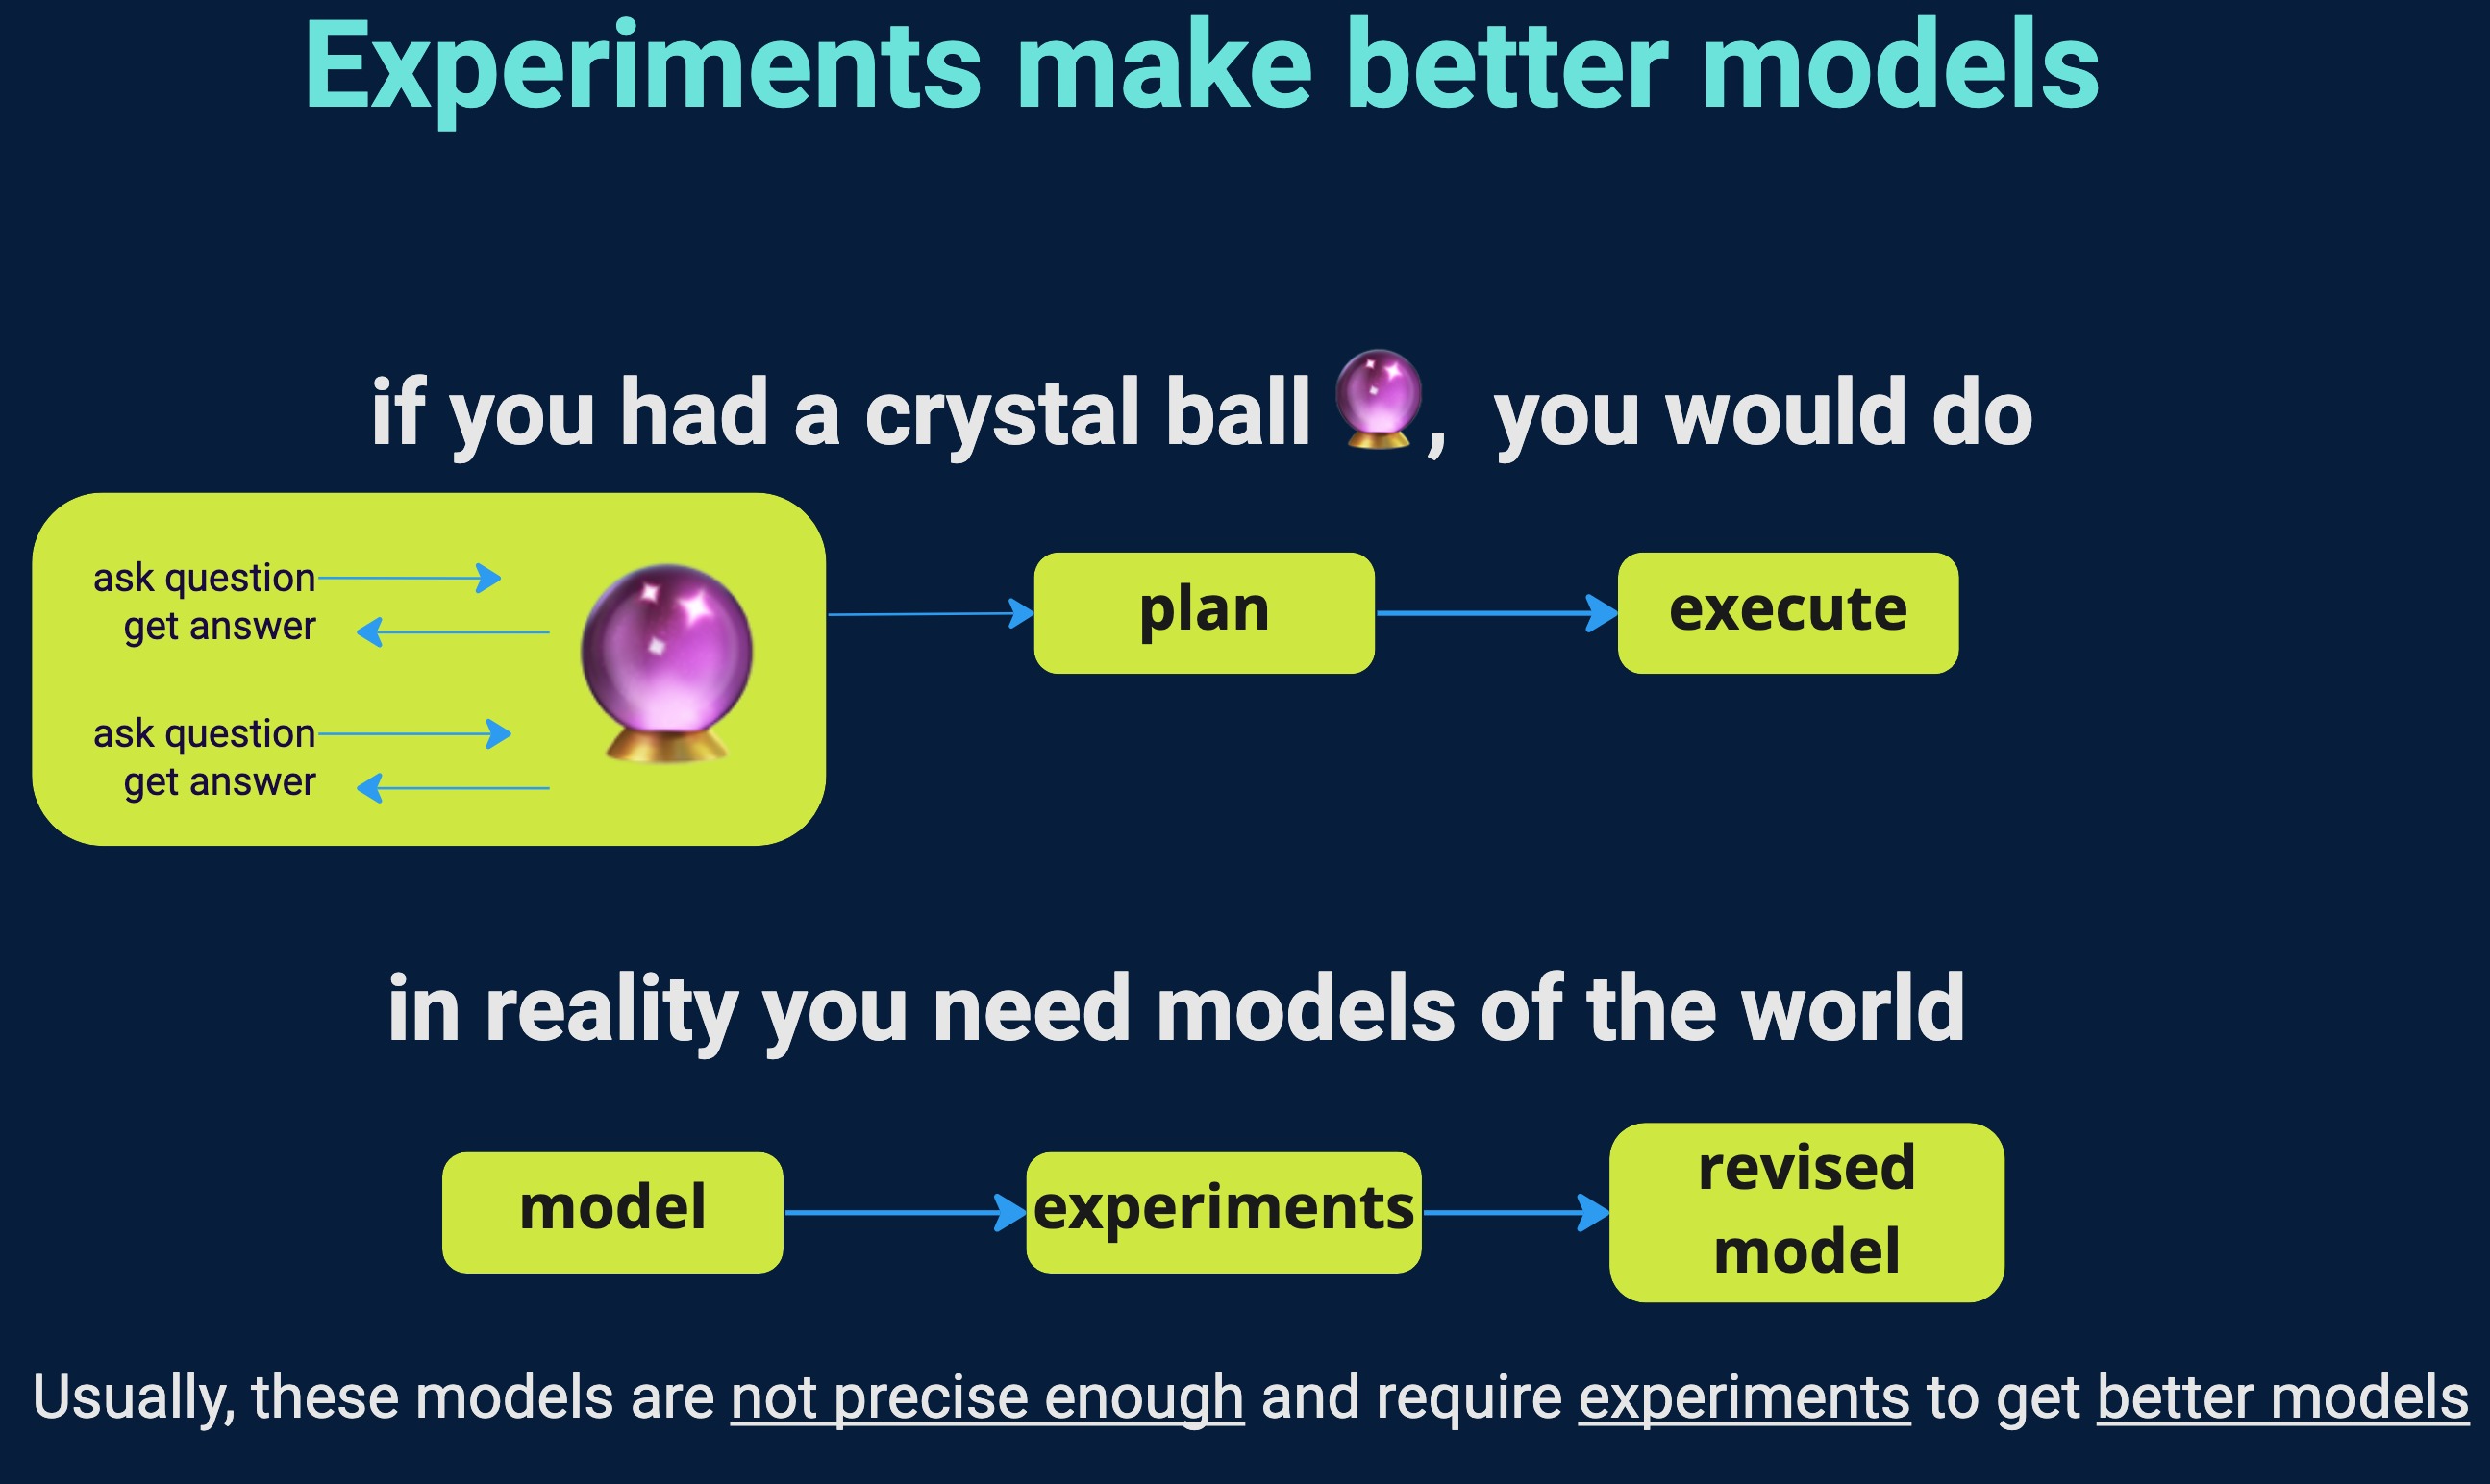 Experiments make better models
if you had a crystal ball 🔮, you would do
ask question
get answer
ask question
get answer
plan
execute
in reality you need models of the world
model
experiments
revised
model
Usually, these models are not precise enough and require experiments to get better models